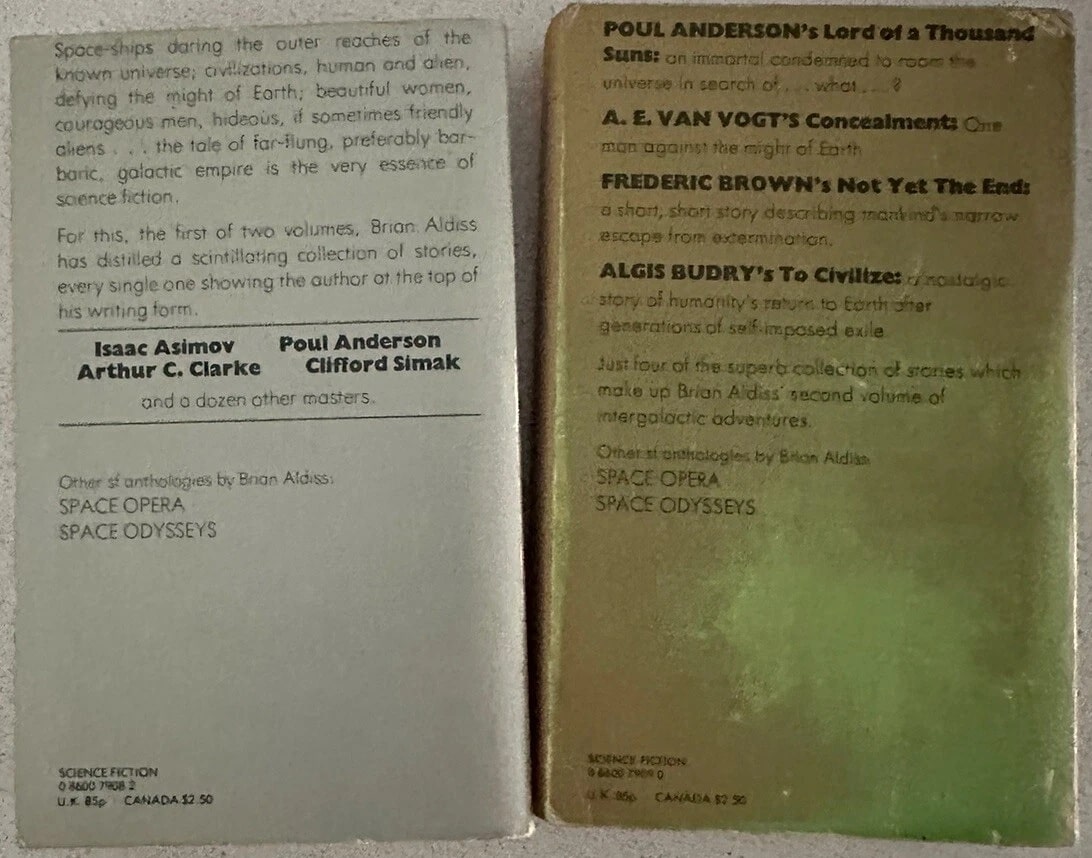 Space-ships daring the outer reaches of the
known universe; civilizations, human and alien,
defying the might of Earth; beautiful women,
courageous men, hideous, if sometimes friendly
aliens . . . the tale of far-flung, preferably bar-
baric, galactic empire is the very essence of
science fiction.
For this, the first of two volumes, Brian Aldiss
has distilled a scintillating collection of stories,
every single one showing the author at the top of
his writing form.
Isaac Asimov Poul Anderson
Arthur C. Clarke Clifford Simak
and a dozen other masters.
Other sf anthologies by Brian Aldiss:
SPACE OPERA
SPACE ODYSSEYS
SCIENCE FICTION
0 8600 7908 2
U.K. 85p CANADA $2.50
POUL ANDERSON's Lord of a Thousand
Suns: an immortal condemned to roam the
universe in search of . . . what . . . ?
A. E. VAN VOGT'S Concealment: One
man against the might of Earth
FREDERIC BROWN's Not Yet The End:
a short, short story describing mankind's narrow
escape from extermination.
ALGIS BUDRY's To Civilize: a nostalgic
story of humanity's return to Earth after
generations of self-imposed exile
Just four of the superb collection of stories which
make up Brian Aldiss' second volume of
intergalactic adventures.
Other sf anthologies by Brian Aldiss
SPACE OPERA
SPACE ODYSSEYS
SCIENCE FICTION
0 8600 7909 0
U.K. 85p CANADA $2.50